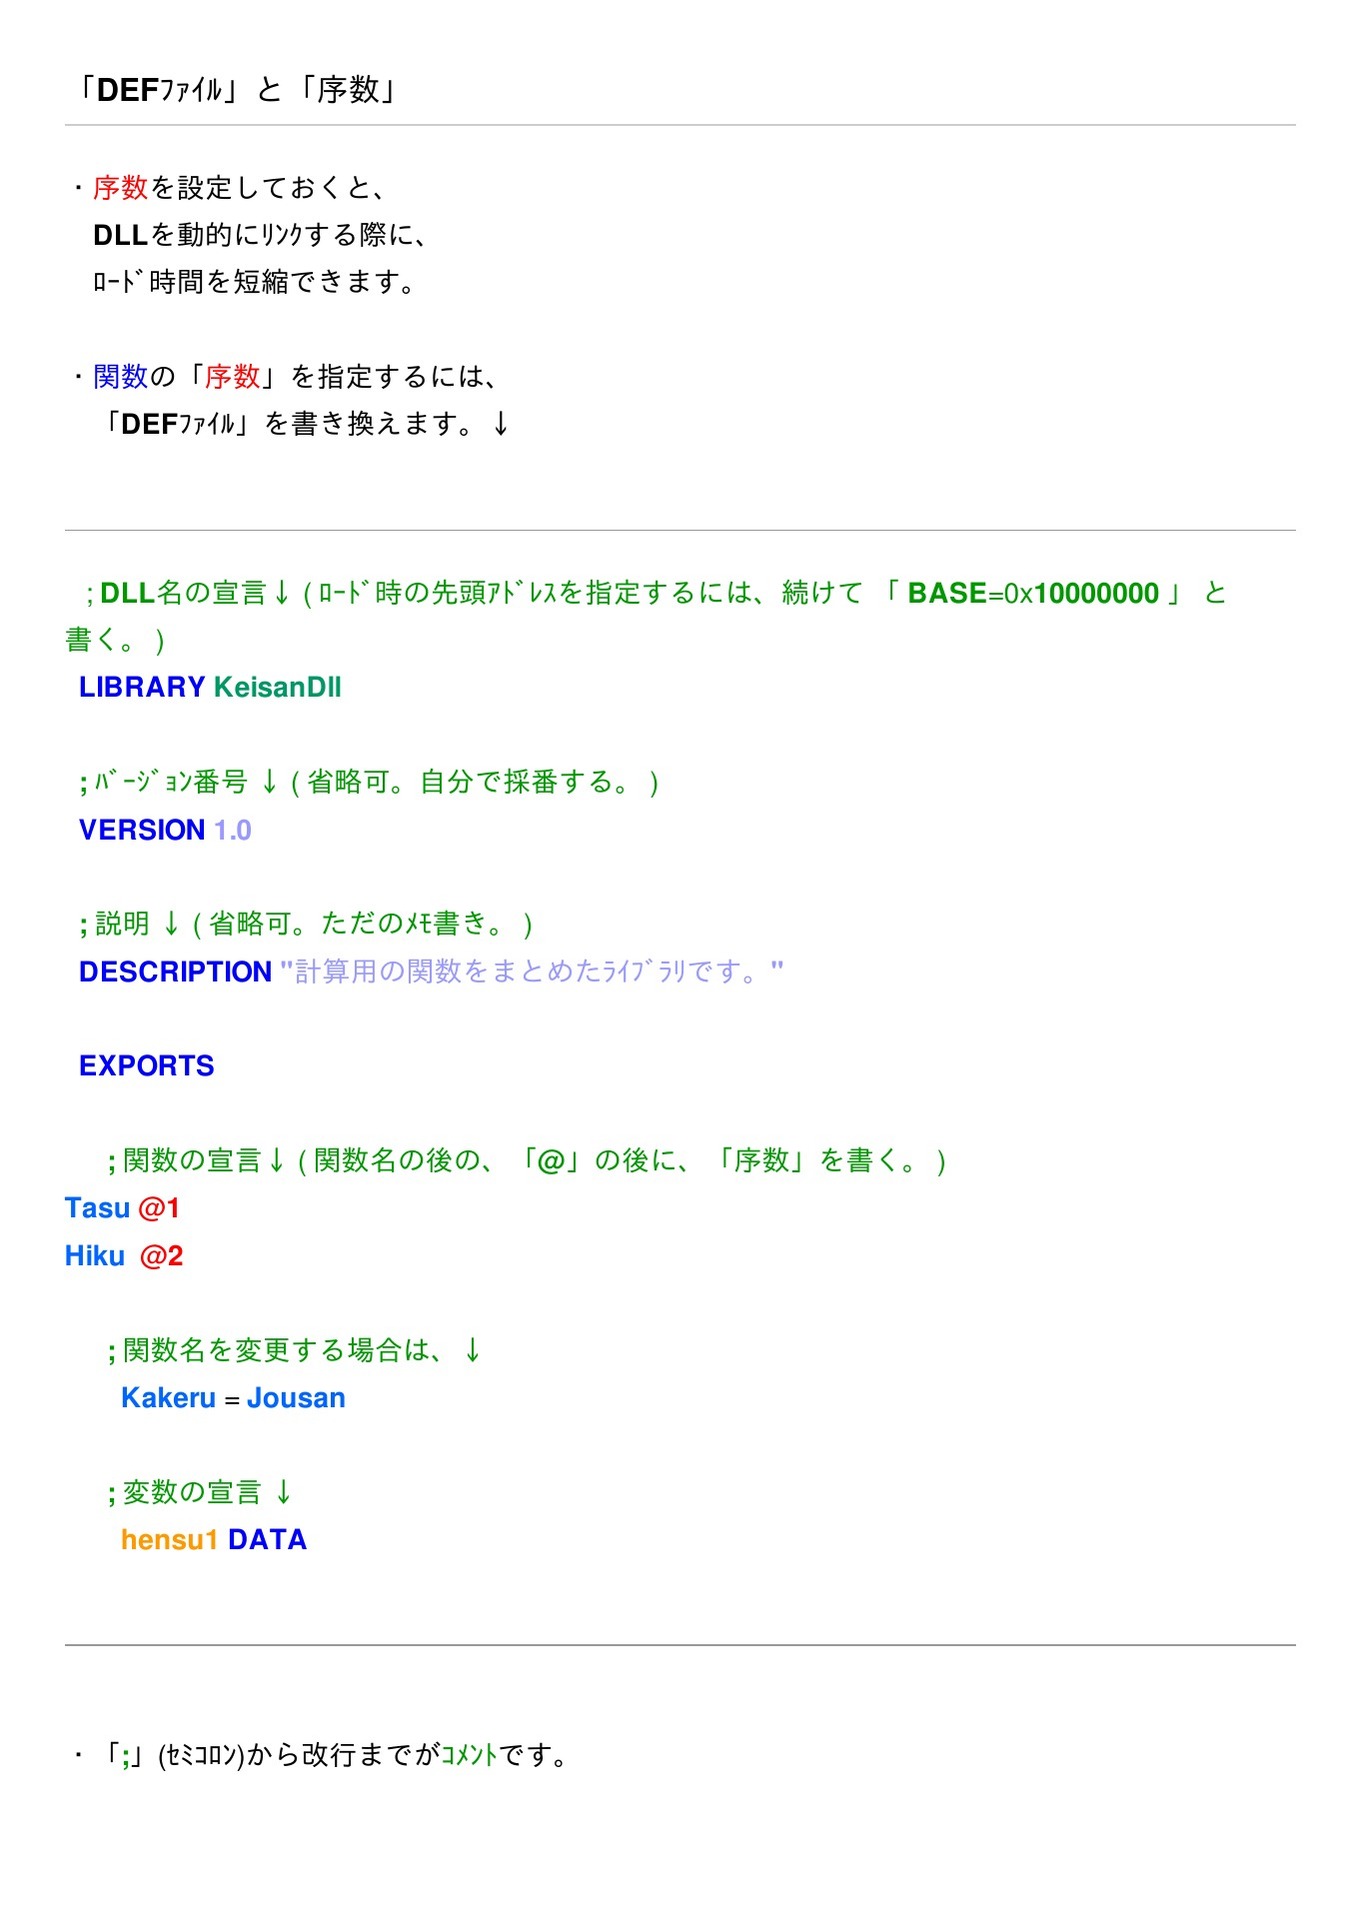 「DEFﾌｧｲﾙ」と「序数」
・序数を設定しておくと、
DLLを動的にﾘﾝｸする際に、
ﾛｰﾄﾞ時間を短縮できます。
・関数の「序数」を指定するには、
「DEFﾌｧｲﾙ」を書き換えます。↓
;DLL名の宣言↓ ( ﾛｰﾄﾞ時の先頭ｱﾄﾞﾚｽを指定するには、続けて 「 BASE=0x10000000 」 と
書く。 )
LIBRARY KeisanDll
; ﾊﾞｰｼﾞｮﾝ番号 ↓ ( 省略可。自分で採番する。 )
VERSION 1.0
; 説明 ↓ ( 省略可。ただのﾒﾓ書き。 )
DESCRIPTION "計算用の関数をまとめたﾗｲﾌﾞﾗﾘです。"
EXPORTS
; 関数の宣言↓ ( 関数名の後の、「@」の後に、「序数」を書く。 )
Tasu @1
Hiku @2
; 関数名を変更する場合は、 ↓
Kakeru = Jousan
; 変数の宣言 ↓
hensu1 DATA
・「;」(ｾﾐｺﾛﾝ)から改行までがｺﾒﾝﾄです。